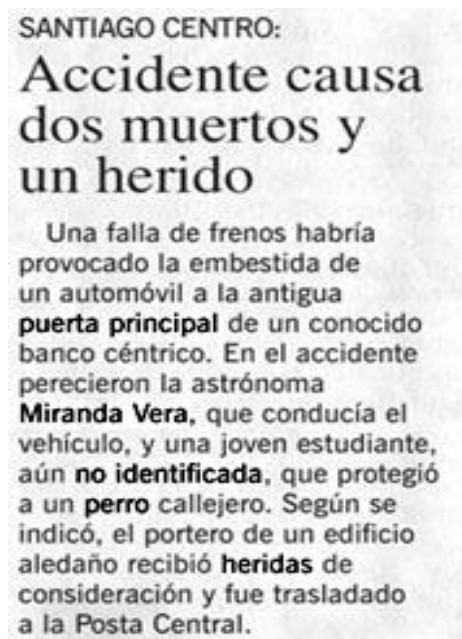 SANTIAGO CENTRO:
Accidente causa
dos muertos y
un herido
Una falla de frenos habría
provocado la embestida de
un automóvil a la antigua
puerta principal de un conocido
banco céntrico. En el accidente
perecieron la astrónoma
Miranda Vera, que conducía el
vehículo, y una joven estudiante,
aún no identificada, que protegió
a un perro callejero. Según se
indicó, el portero de un edificio
aledaño recibió heridas de
consideración y fue trasladado
a la Posta Central.